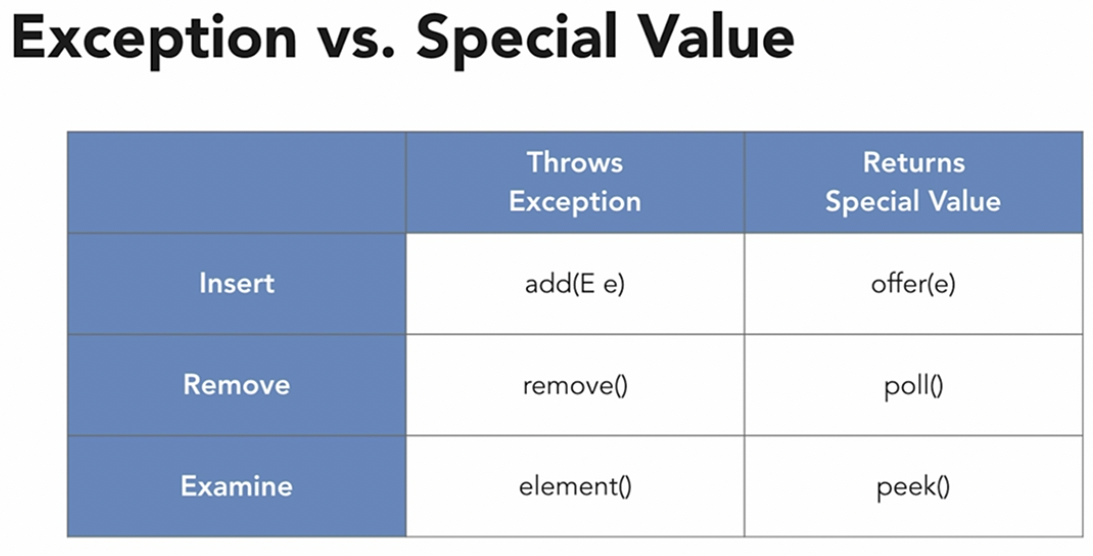 Exception vs. Special Value
Throws
Exception
Returns
Special Value
Insert
add(E e)
offer(e)
Remove
remove()
poll()
Examine
element()
peek()